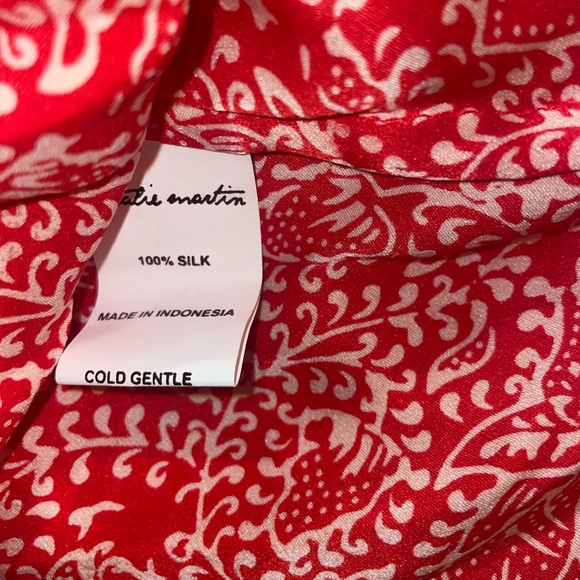 atie martin
100% SILK
MADE IN INDONESIA
COLD GENTLE